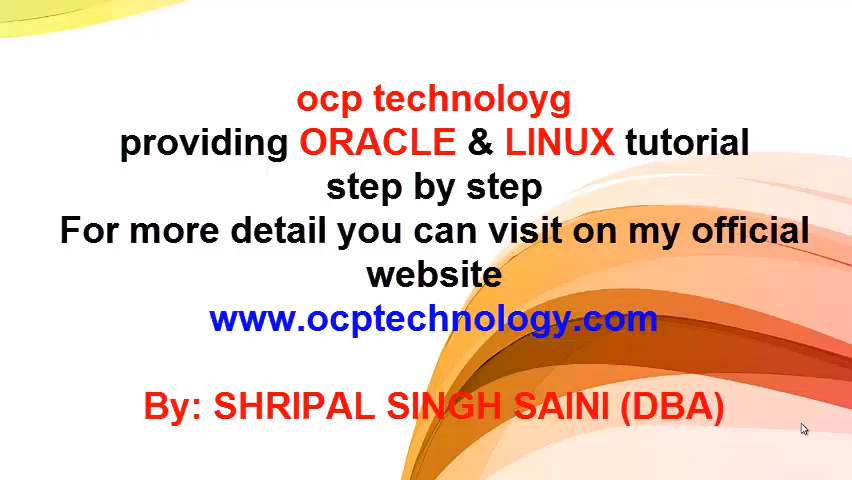 ocp technoloyg
providing ORACLE & LINUX tutorial
step by step
For more detail you can visit on my official
website
www.ocptechnology.com
By: SHRIPAL SINGH SAINI (DBA)